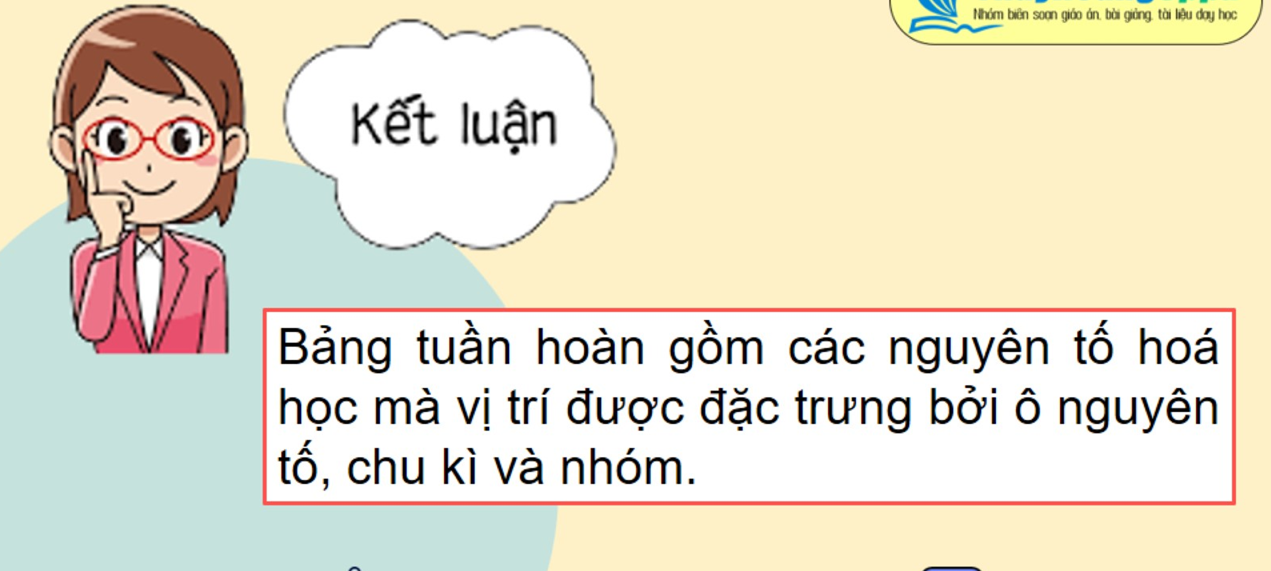 Nhóm biên soạn giáo án, bài giảng, tài liệu dạy học
Kết luận
Bảng tuần hoàn gồm các nguyên tố hoá
học mà vị trí được đặc trưng bởi ô nguyên
tố, chu kì và nhóm.